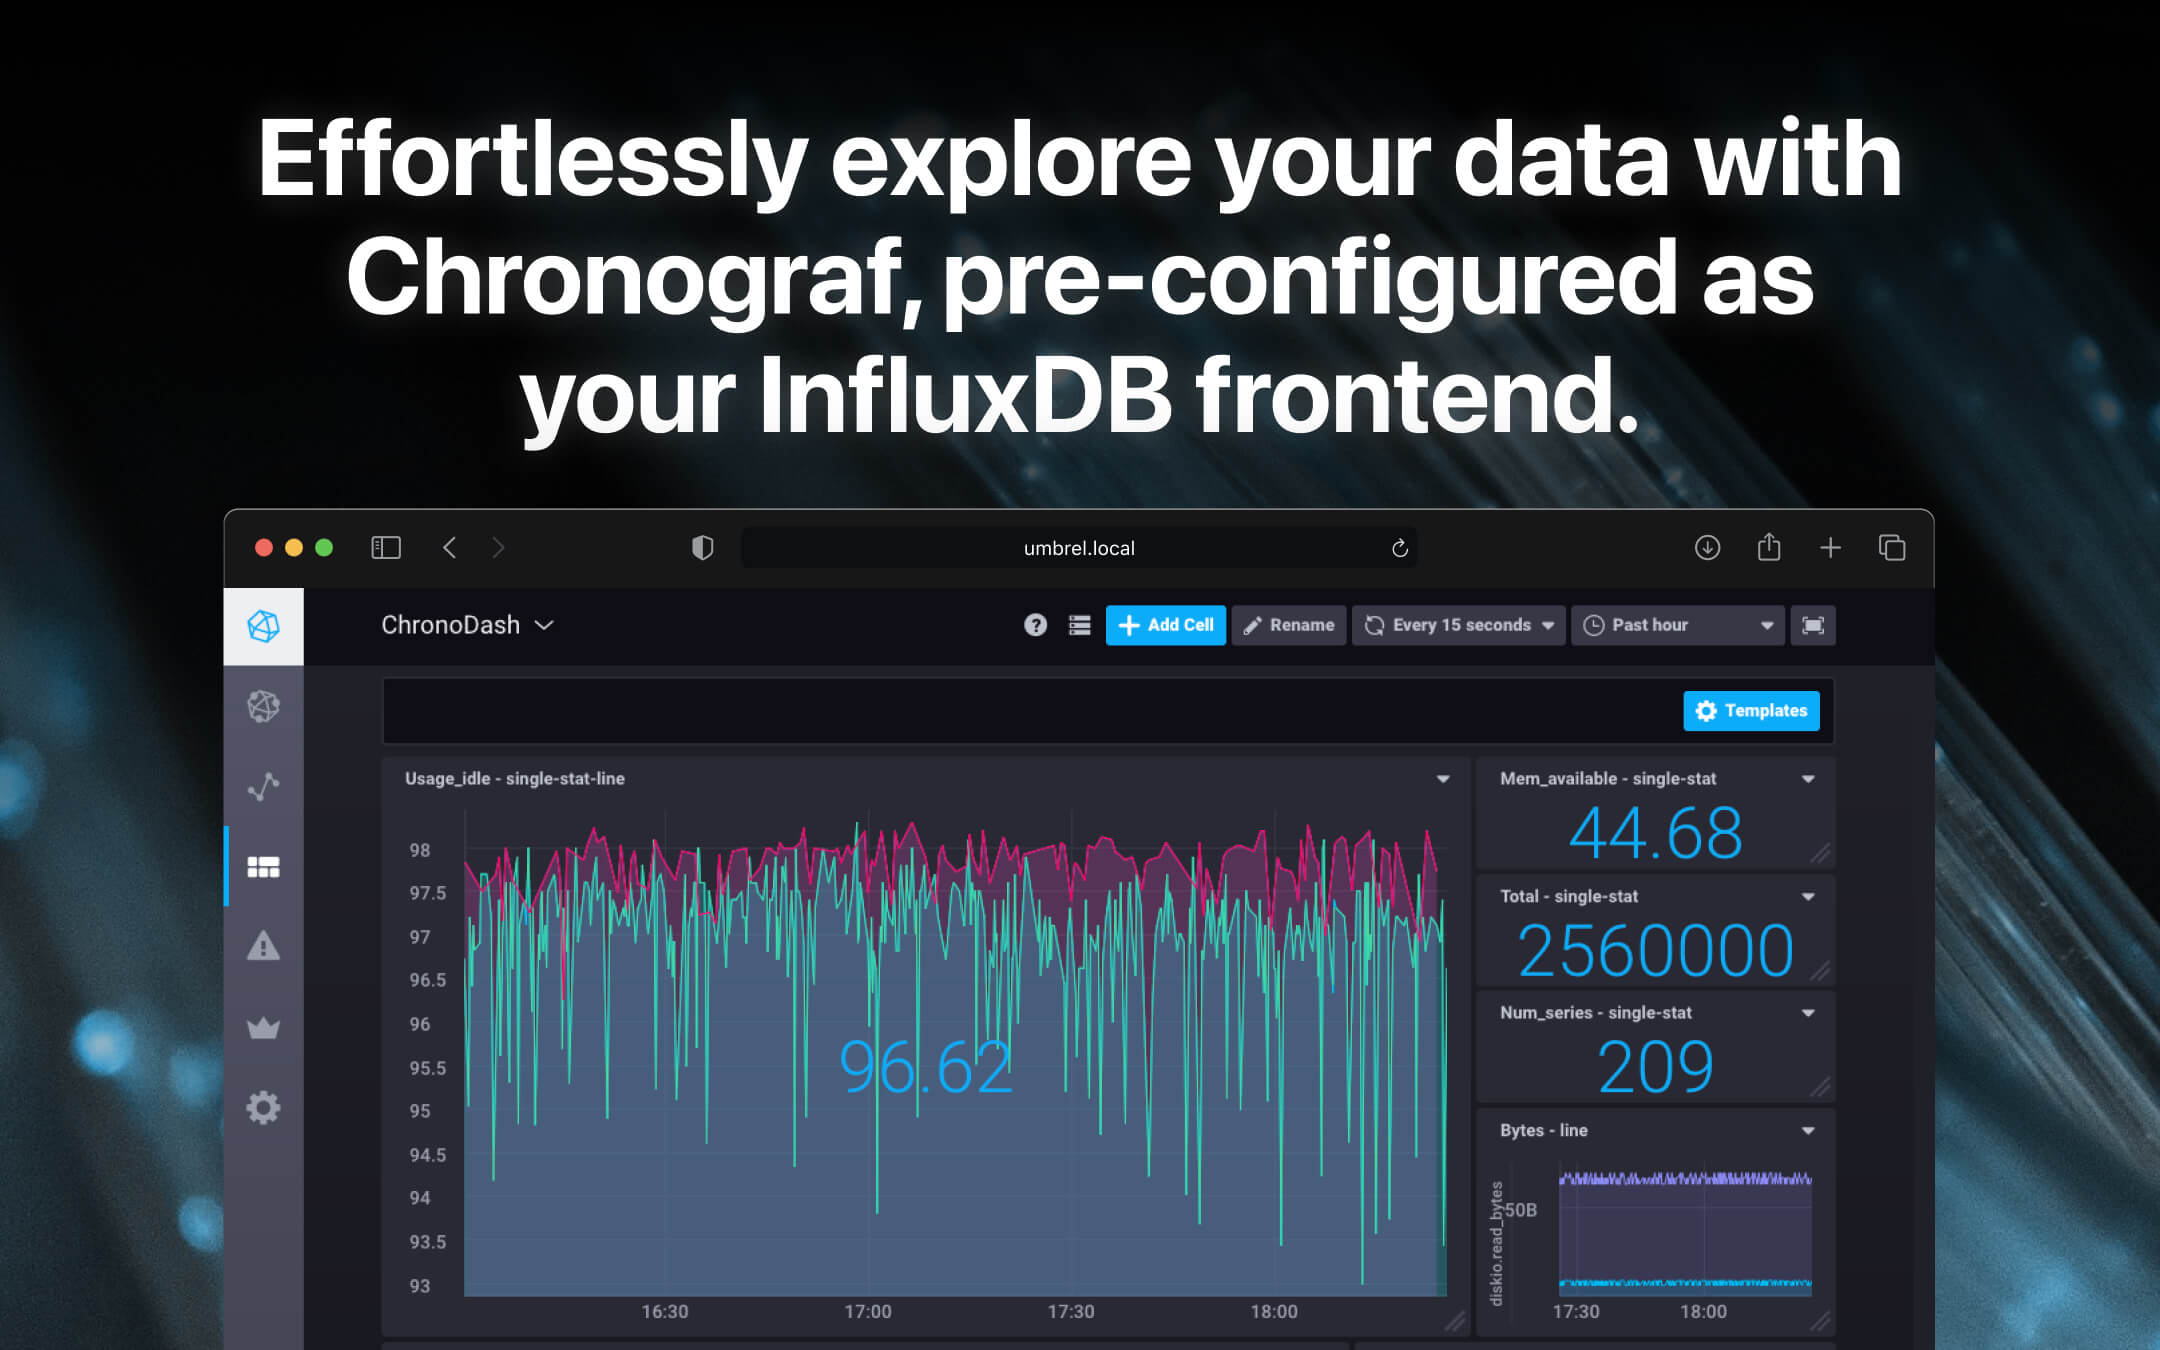 Effortlessly explore your data with
Chronograf, pre-configured as
your InfluxDB frontend.
umbrel.local
ChronoDash
? Add Cell Rename Every 15 seconds Past hour
Templates
Usage_idle - single-stat-line
98
97.5
97
96.5
96
95.5
95
94.5
94
93.5
93
96.62
16:30 17:00 17:30 18:00
Mem_available - single-stat
44.68
Total - single-stat
2560000
Num_series - single-stat
209
Bytes - line
diskio.read_bytes
50B
17:30 18:00